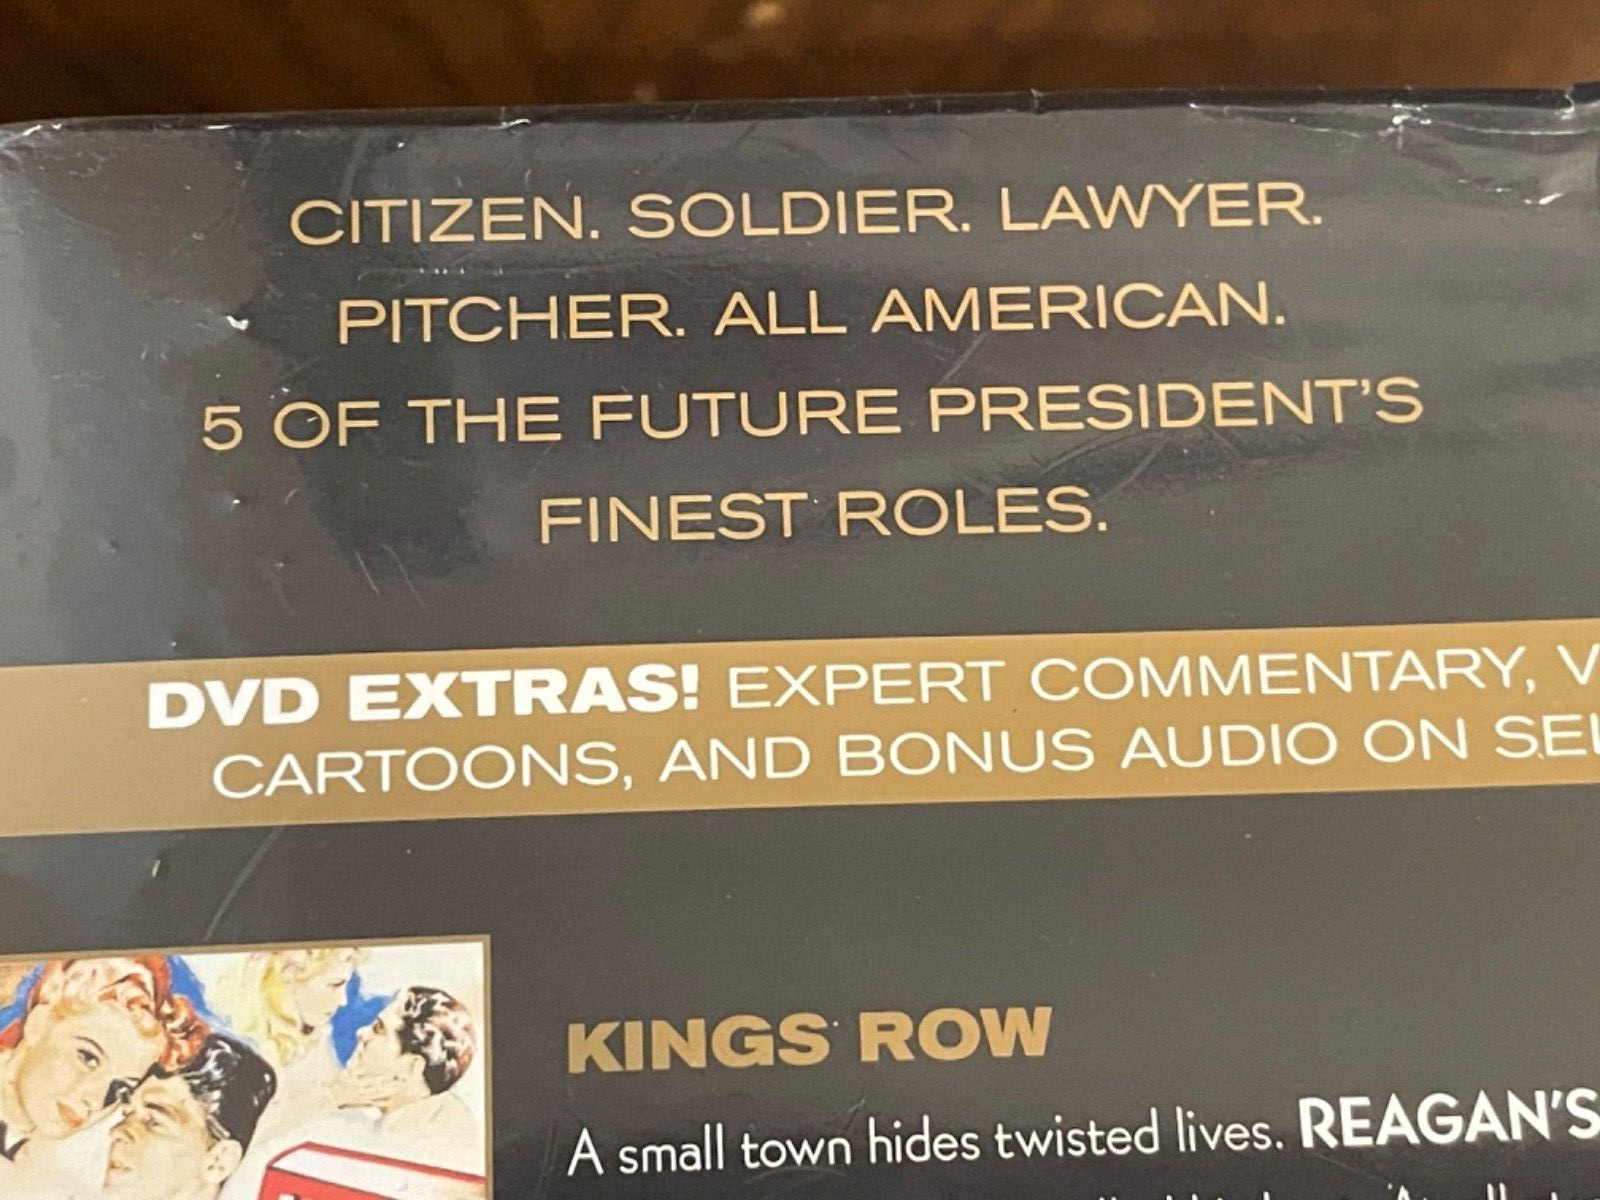 CITIZEN. SOLDIER. LAWYER.
PITCHER. ALL AMERICAN.
5 OF THE FUTURE PRESIDENT'S
FINEST ROLES.
DVD EXTRAS! EXPERT COMMENTARY,
CARTOONS, AND BONUS AUDIO ON
KINGS ROW
A small town hides twisted lives. REAGAN'S